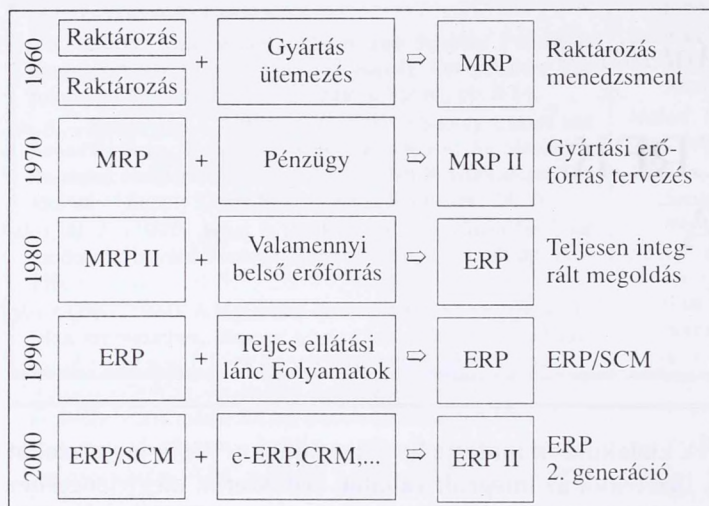 1960
Raktározás
Raktározás
+
Gyártás
ütemezés
⇨
MRP
Raktározás
menedzsment
1970
MRP
+
Pénzügy
⇨
MRP II
Gyártási erő-
forrás tervezés
1980
MRP II
+
Valamennyi
belső erőforrás
⇨
ERP
Teljesen integ-
rált megoldás
1990
ERP
+
Teljes ellátási
lánc Folyamatok
⇨
ERP
ERP/SCM
2000
ERP/SCM
+
e-ERP,CRM,...
⇨
ERP II
ERP
2. generáció